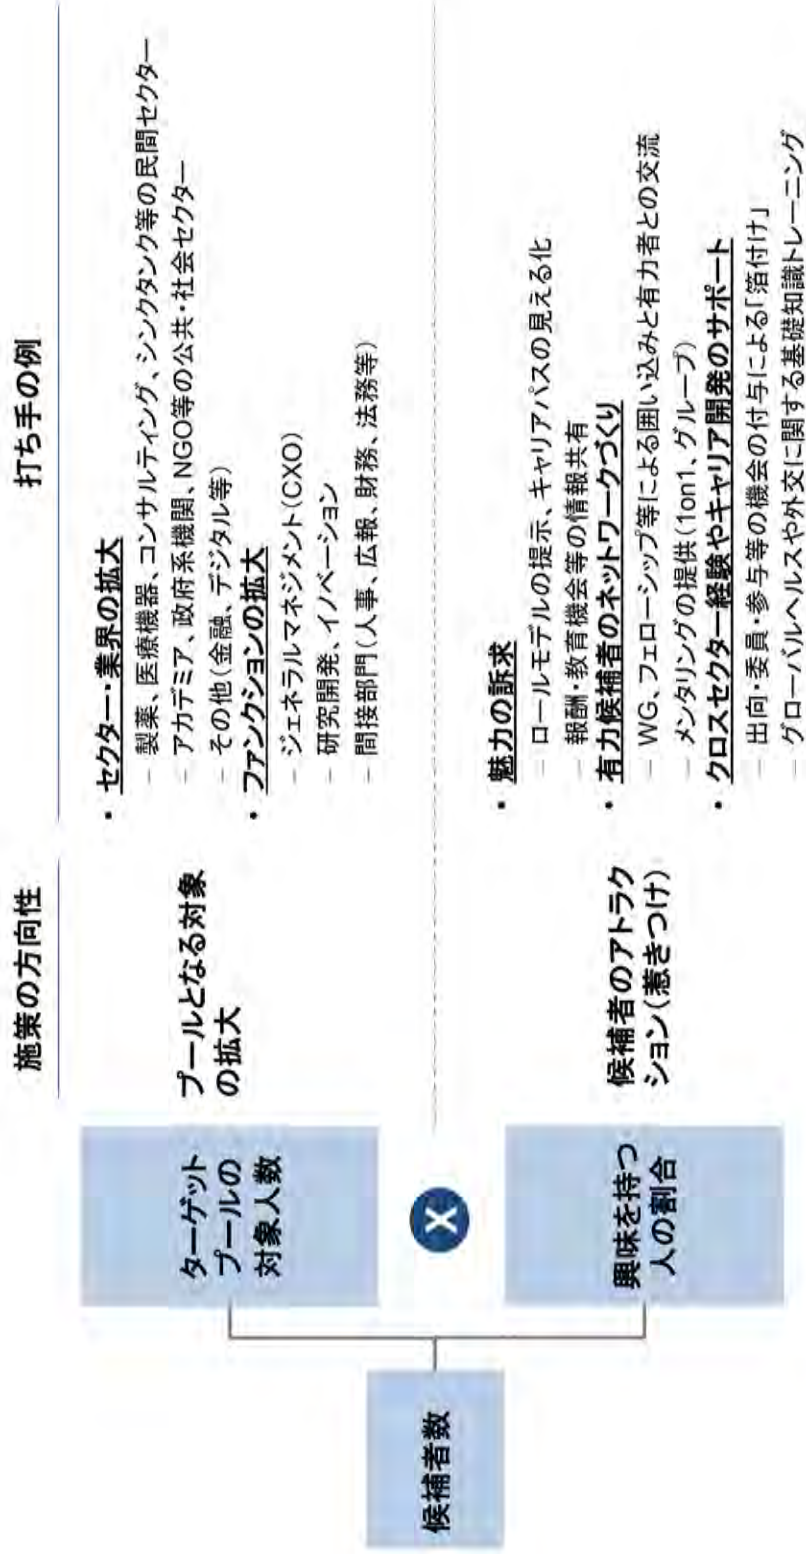 施策の方向性
打ち手の例
候補者数
ターゲット
プールの
対象人数
プールとなる対象
の拡大
• セクター・業界の拡大
– 製薬、医療機器、コンサルティング、シンクタンク等の民間セクター
– アカデミア、政府系機関、NGO等の公共・社会セクター
– その他(金融、デジタル等)
• ファンクションの拡大
– ジェネラルマネジメント(CXO)
– 研究開発、イノベーション
– 間接部門(人事、広報、財務、法務等)
X
興味を持つ
人の割合
候補者のアトラク
ション(惹きつけ)
• 魅力の訴求
– ロールモデルの提示、キャリアパスの見える化
– 報酬・教育機会等の情報共有
• 有力候補者のネットワークづくり
– WG、フェローシップ等による囲い込みと有力者との交流
– メンタリングの提供(1on1、グループ)
• クロスセクター経験やキャリア開発のサポート
– 出向・委員・参与等の機会の付与による「箔付け」
– グローバルヘルスや外交に関する基礎知識トレーニング